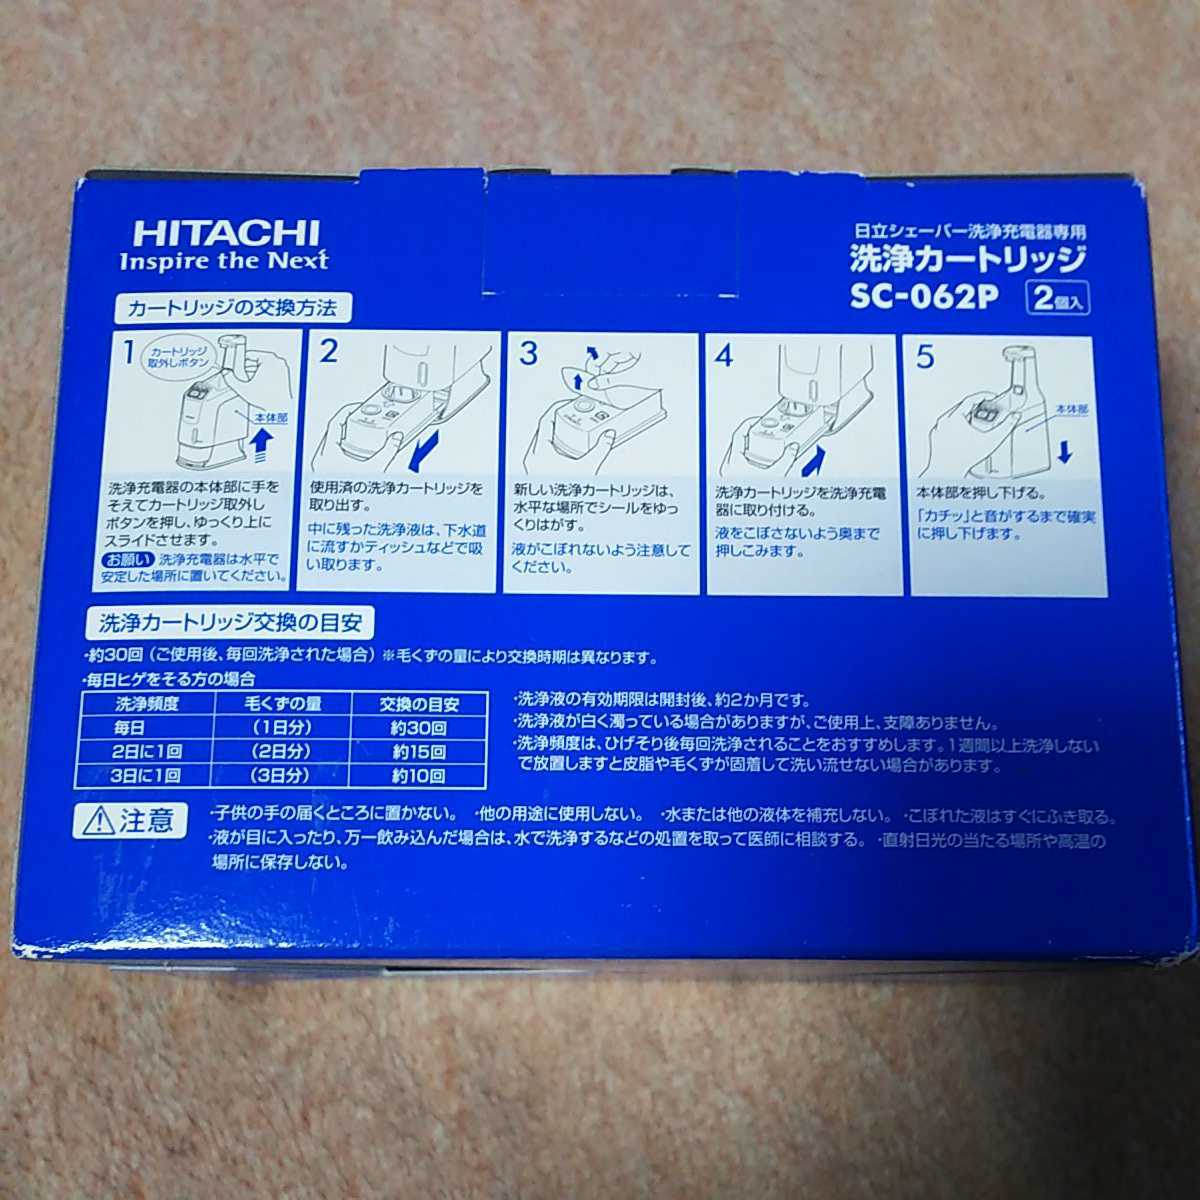 HITACHI
Inspire the Next
日立シェーバー洗浄充電器専用
洗浄カートリッジ
SC-062P 2個入
カートリッジの交換方法
1
カートリッジ
取外しボタン
本体部
洗浄充電器の本体部に手を
そえてカートリッジ取外し
ボタンを押し、ゆっくり上に
スライドさせます。
お願い 洗浄充電器は水平で
安定した場所に置いてください。
2
使用済の洗浄カートリッジを
取り出す。
中に残った洗浄液は、下水道
に流すかティッシュなどで吸
い取ります。
3
新しい洗浄カートリッジは、
水平な場所でシールをゆっ
くりはがす。
液がこぼれないよう注意して
ください。
4
洗浄カートリッジを洗浄充電
器に取り付ける。
液をこぼさないよう奥まで
押しこみます。
5
本体部
本体部を押し下げる。
「カチッ」と音がするまで確実
に押し下げます。
洗浄カートリッジ交換の目安
・約30回（ご使用後、毎回洗浄された場合）※毛くずの量により交換時期は異なります。
・毎日ヒゲをそる方の場合
洗浄頻度 毛くずの量 交換の目安
毎日 （1日分） 約30回
2日に1回 （2日分） 約15回
3日に1回 （3日分） 約10回
・洗浄液の有効期限は開封後、約2か月です。
・洗浄液が白く濁っている場合がありますが、ご使用上、支障ありません。
・洗浄頻度は、ひげそり後毎回洗浄されることをおすすめします。1週間以上洗浄しない
で放置しますと皮脂や毛くずが固着して洗い流せない場合があります。
注意
・子供の手の届くところに置かない。・他の用途に使用しない。・水または他の液体を補充しない。・こぼれた液はすぐにふき取る。
・液が目に入ったり、万一飲み込んだ場合は、水で洗浄するなどの処置を取って医師に相談する。・直射日光の当たる場所や高温の
場所に保存しない。